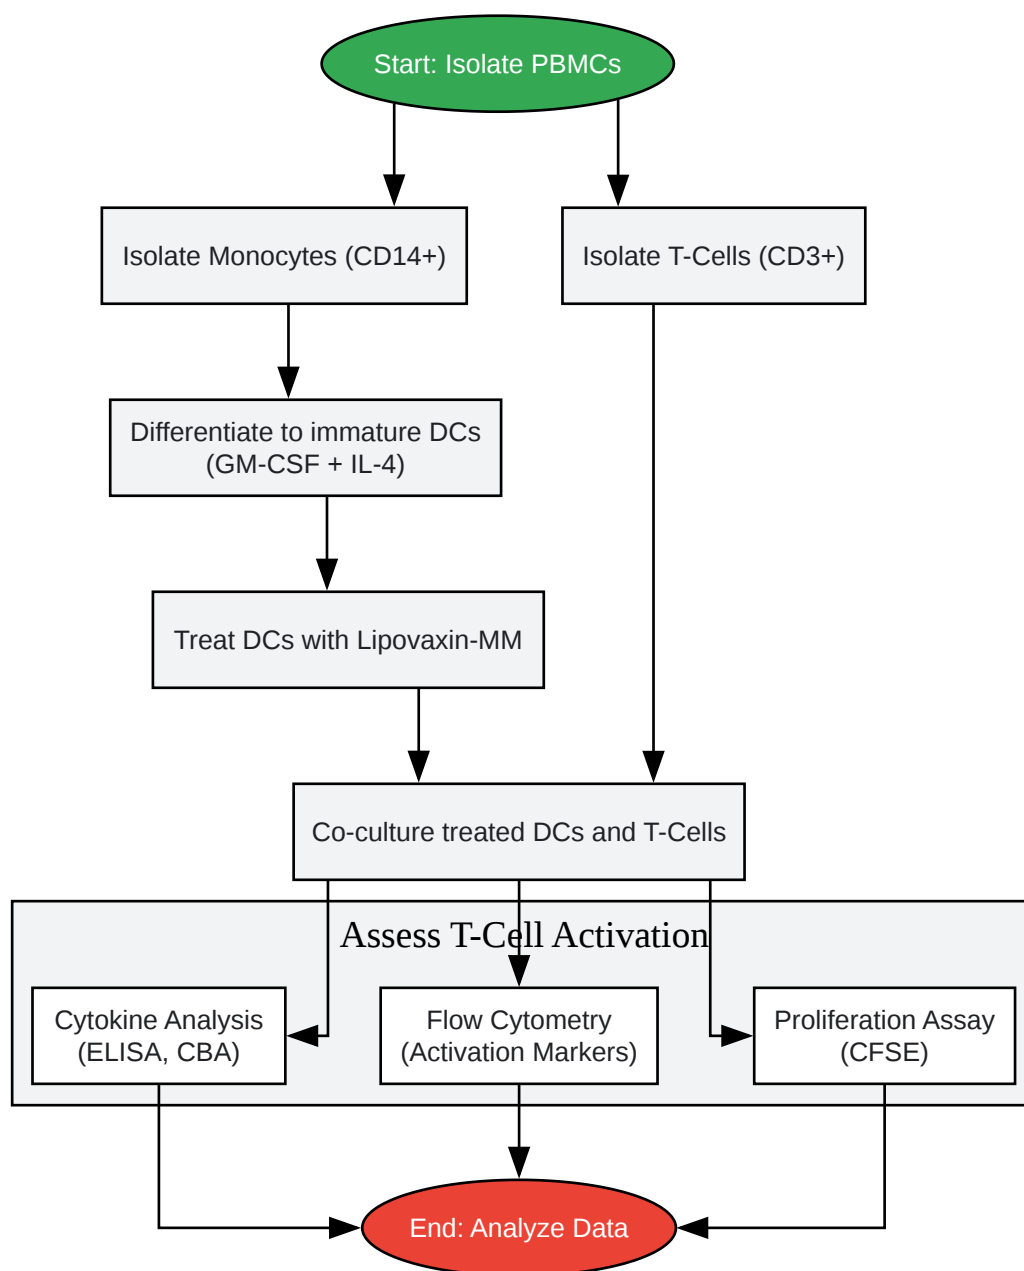 Start: Isolate PBMCs
Isolate Monocytes (CD14+)
Isolate T-Cells (CD3+)
Differentiate to immature DCs
(GM-CSF + IL-4)
Treat DCs with Lipovaxin-MM
Co-culture treated DCs and T-Cells
Assess T-Cell Activation
Cytokine Analysis
(ELISA, CBA)
Flow Cytometry
(Activation Markers)
Proliferation Assay
(CFSE)
End: Analyze Data